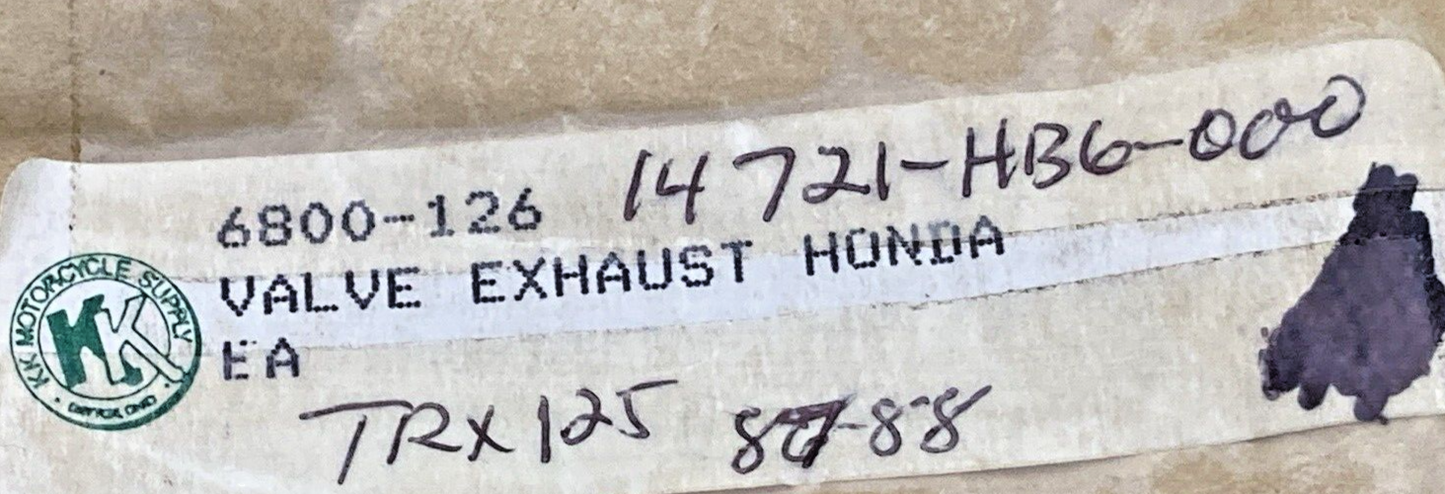 6800-126 14721-HB6-000
VALVE EXHAUST HONDA
EA
TRX125 87-88
KK MOTORCYCLE SUPPLY
KK